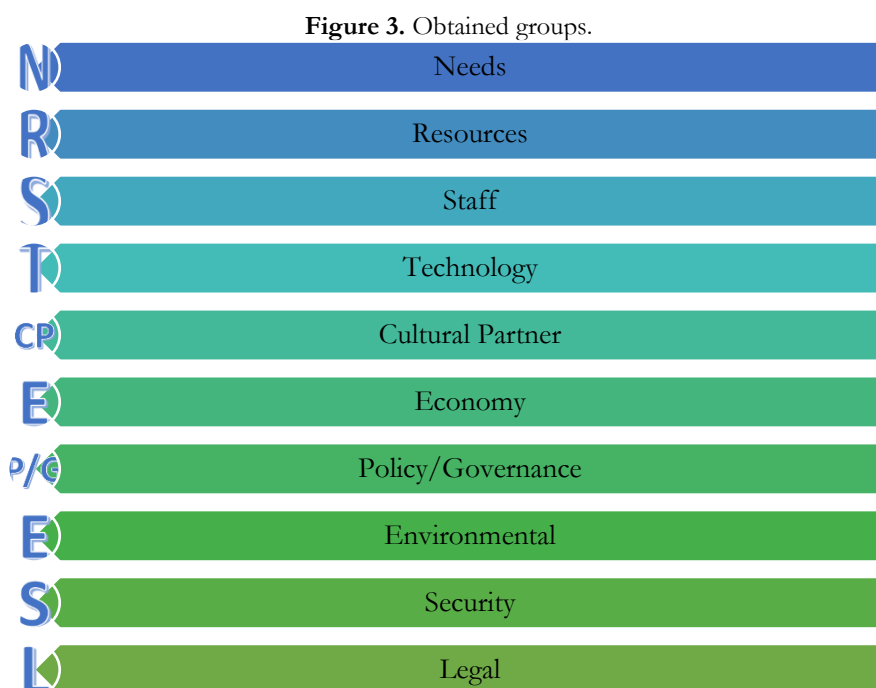 Figure 3. Obtained groups.
N Needs
R Resources
S Staff
T Technology
CP Cultural Partner
E Economy
P/G Policy/Governance
E Environmental
S Security
L Legal